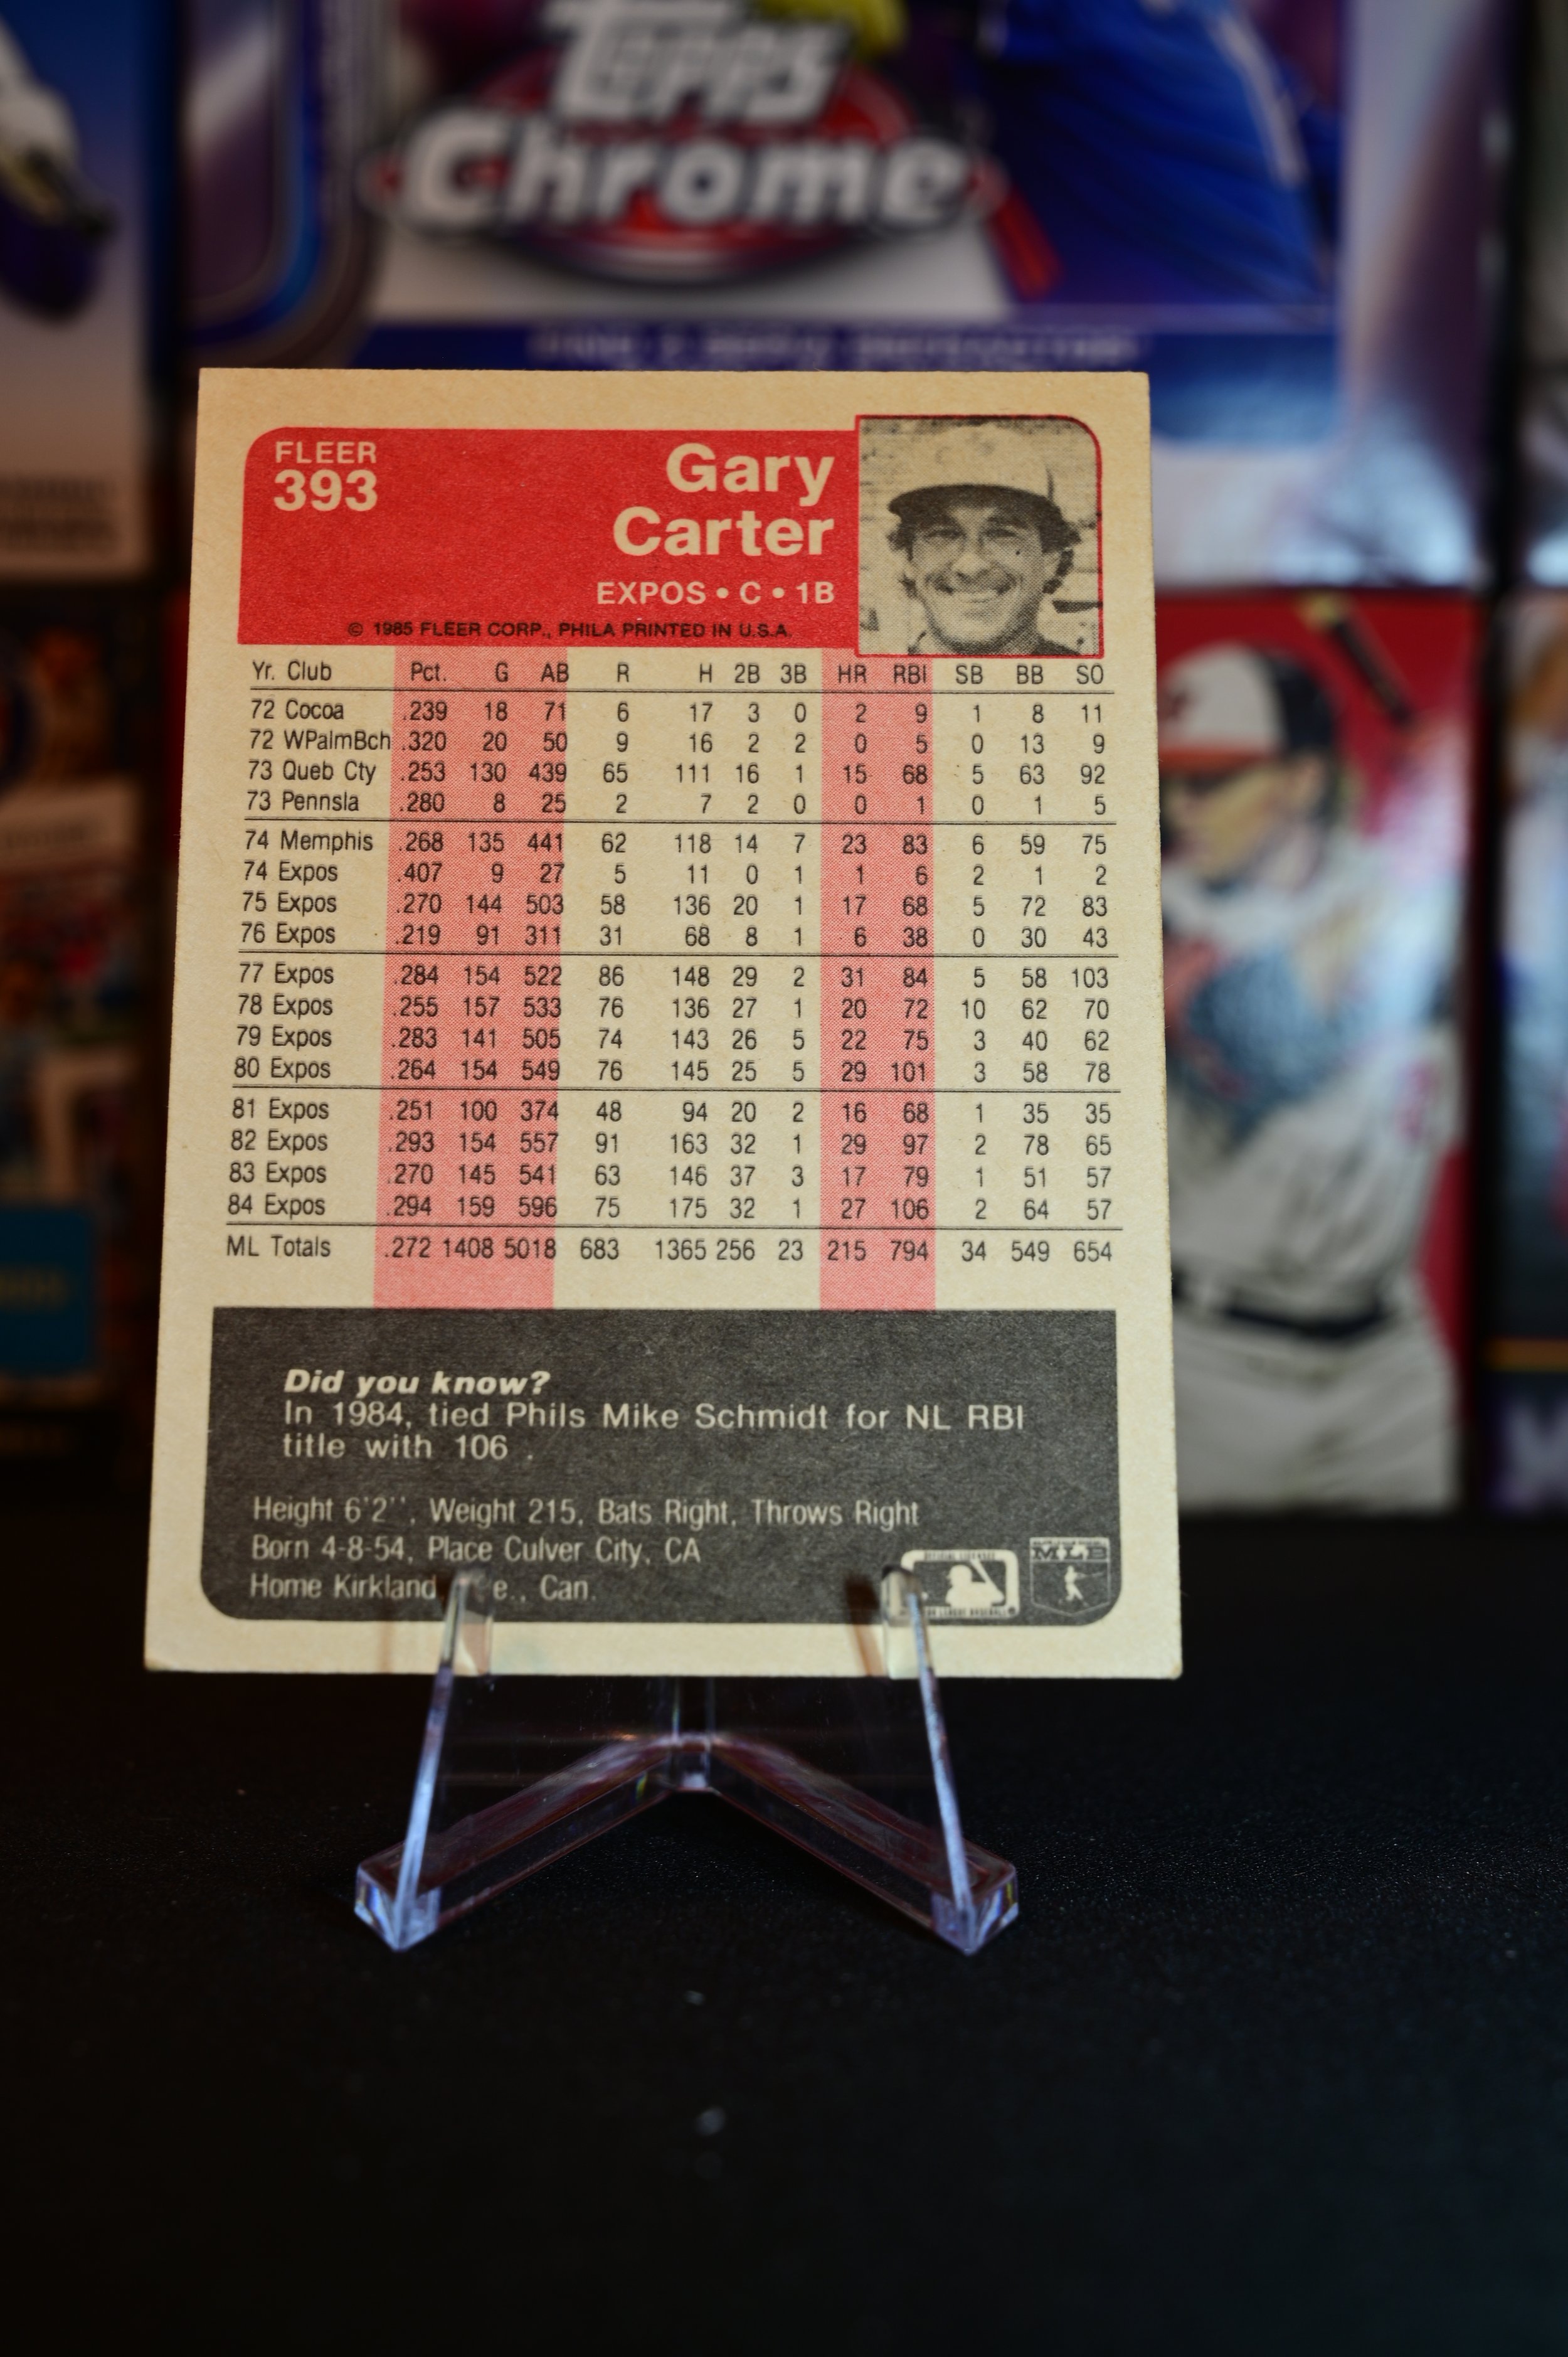 Topps
Chrome
FLEER
393
Gary
Carter
EXPOS • C • 1B
© 1985 FLEER CORP., PHILA PRINTED IN U.S.A.
Yr. Club Pct. G AB R H 2B 3B HR RBI SB BB SO
72 Cocoa .239 18 71 6 17 3 0 2 9 1 8 11
72 WPalmBch .320 20 50 9 16 2 2 0 5 0 13 9
73 Queb Cty .253 130 439 65 111 16 1 15 68 5 63 92
73 Pennsla .280 8 25 2 7 2 0 0 1 0 1 5
74 Memphis .268 135 441 62 118 14 7 23 83 6 59 75
74 Expos .407 9 27 5 11 0 1 1 6 2 1 2
75 Expos .270 144 503 58 136 20 1 17 68 5 72 83
76 Expos .219 91 311 31 68 8 1 6 38 0 30 43
77 Expos .284 154 522 86 148 29 2 31 84 5 58 103
78 Expos .255 157 533 76 136 27 1 20 72 10 62 70
79 Expos .283 141 505 74 143 26 5 22 75 3 40 62
80 Expos .264 154 549 76 145 25 5 29 101 3 58 78
81 Expos .251 100 374 48 94 20 2 16 68 1 35 35
82 Expos .293 154 557 91 163 32 1 29 97 2 78 65
83 Expos .270 145 541 63 146 37 3 17 79 1 51 57
84 Expos .294 159 596 75 175 32 1 27 106 2 64 57
ML Totals .272 1408 5018 683 1365 256 23 215 794 34 549 654
Did you know?
In 1984, tied Phils Mike Schmidt for NL RBI
title with 106 .
Height 6'2'', Weight 215, Bats Right, Throws Right
Born 4-8-54, Place Culver City, CA
Home Kirkland e., Can.
MLB